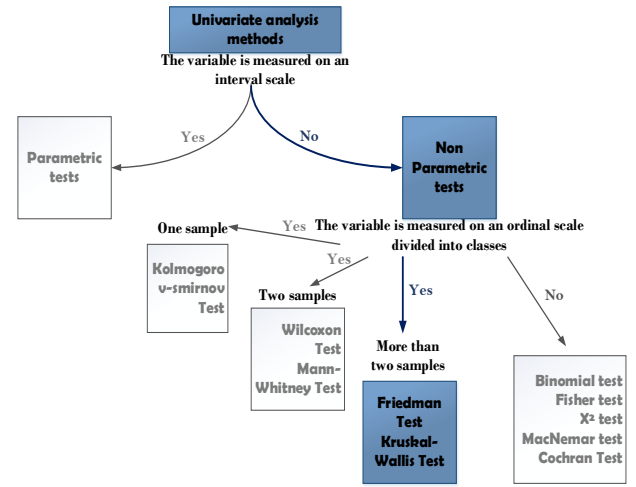 Univariate analysis
methods
The variable is measured on an
interval scale
Yes
No
Parametric
tests
Non
Parametric
tests
The variable is measured on an ordinal scale
divided into classes
One sample
Yes
Yes
Yes
No
Kolmogoro
v-smirnov
Test
Two samples
Wilcoxon
Test
Mann-
Whitney Test
More than
two samples
Friedman
Test
Kruskal-
Wallis Test
Binomial test
Fisher test
X² test
MacNemar test
Cochran Test